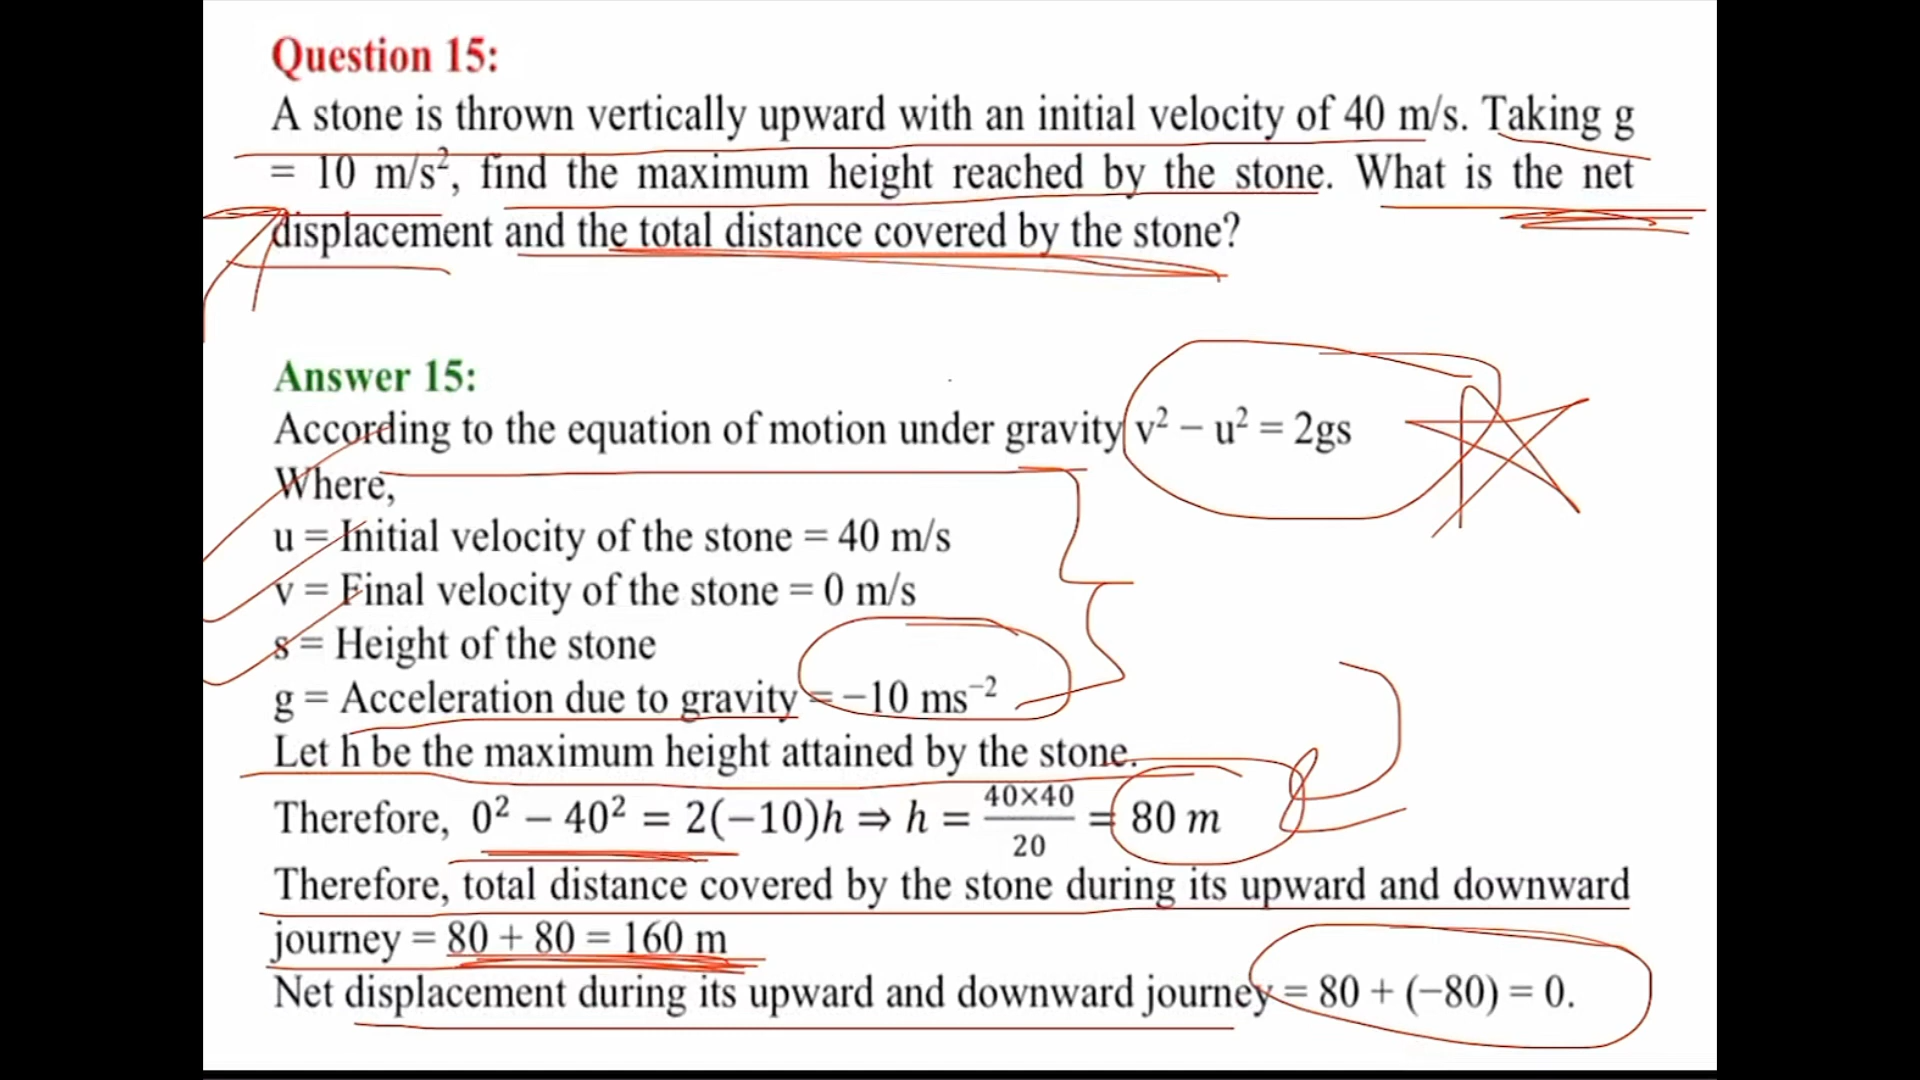 Question 15:
A stone is thrown vertically upward with an initial velocity of 40 m/s. Taking g
= 10 m/s², find the maximum height reached by the stone. What is the net
displacement and the total distance covered by the stone?
Answer 15:
According to the equation of motion under gravity v² − u² = 2gs
Where,
u = Initial velocity of the stone = 40 m/s
v = Final velocity of the stone = 0 m/s
s = Height of the stone
g = Acceleration due to gravity = −10 ms⁻²
Let h be the maximum height attained by the stone.
Therefore, 0² − 40² = 2(−10)h ⇒ h = 40×40/20 = 80 m
Therefore, total distance covered by the stone during its upward and downward
journey = 80 + 80 = 160 m
Net displacement during its upward and downward journey = 80 + (−80) = 0.